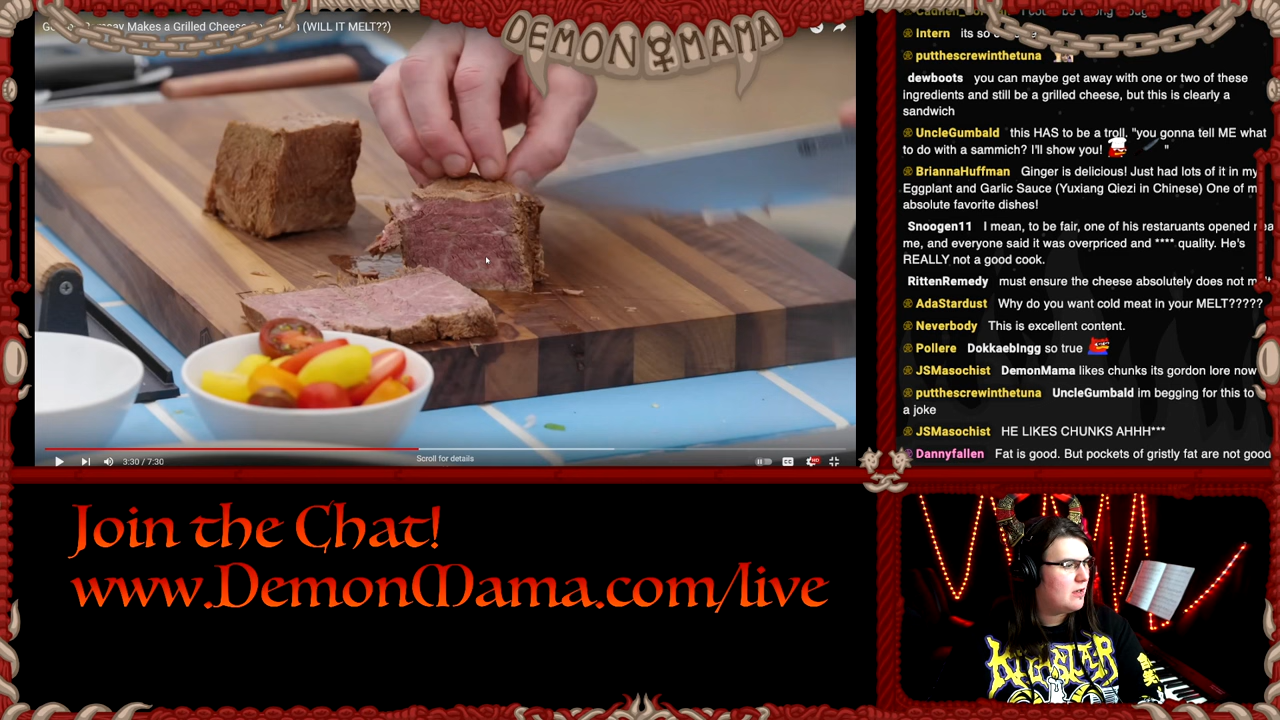 Makes a Grilled Cheese (WILL IT MELT??)
DEMON MAMA
Intern its so
putthescrewinthetuna
dewboots you can maybe get away with one or two of these
ingredients and still be a grilled cheese, but this is clearly a
sandwich
UncleGumbald this HAS to be a troll. "you gonna tell ME what
to do with a sammich? I'll show you! "
BriannaHuffman Ginger is delicious! Just had lots of it in my
Eggplant and Garlic Sauce (Yuxiang Qiezi in Chinese) One of m
absolute favorite dishes!
Snoogen11 I mean, to be fair, one of his restaruants opened
me, and everyone said it was overpriced and **** quality. He's
REALLY not a good cook.
RittenRemedy must ensure the cheese absolutely does not
AdaStardust Why do you want cold meat in your MELT?????
Neverbody This is excellent content.
Pollere Dokkaeblngg so true
JSMasochist DemonMama likes chunks its gordon lore now
putthescrewinthetuna UncleGumbald im begging for this to
a joke
JSMasochist HE LIKES CHUNKS AHHH***
Dannyfallen Fat is good. But pockets of gristly fat are not good
3:30 / 7:30
Scroll for details
HD
Join the Chat!
www.DemonMama.com/live